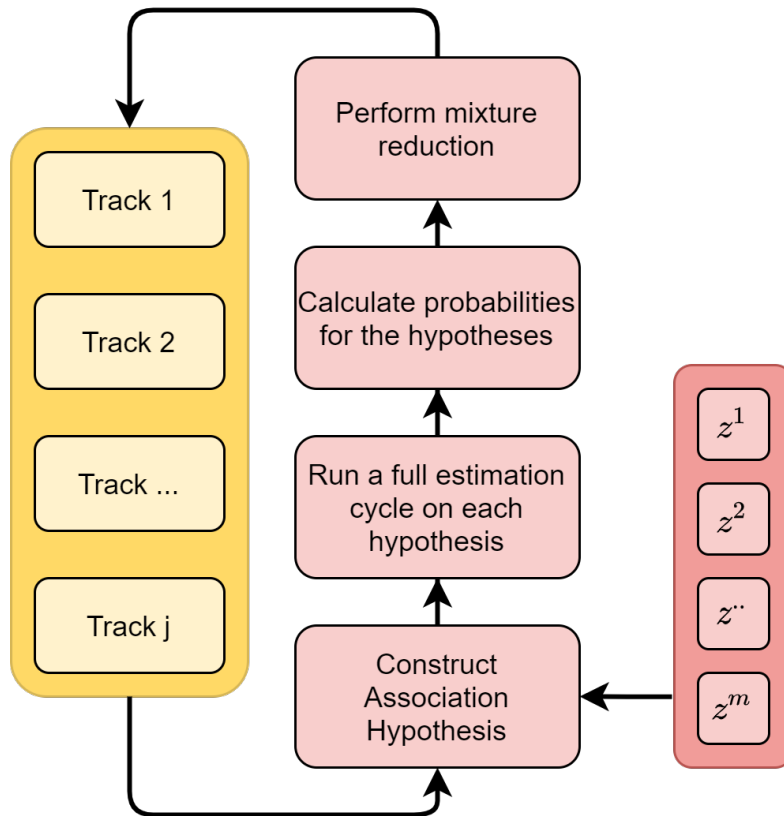 Track 1
Track 2
Track ...
Track j
Perform mixture
reduction
Calculate probabilities
for the hypotheses
Run a full estimation
cycle on each
hypothesis
Construct
Association
Hypothesis
z¹
z²
z˙˙
zᵐ